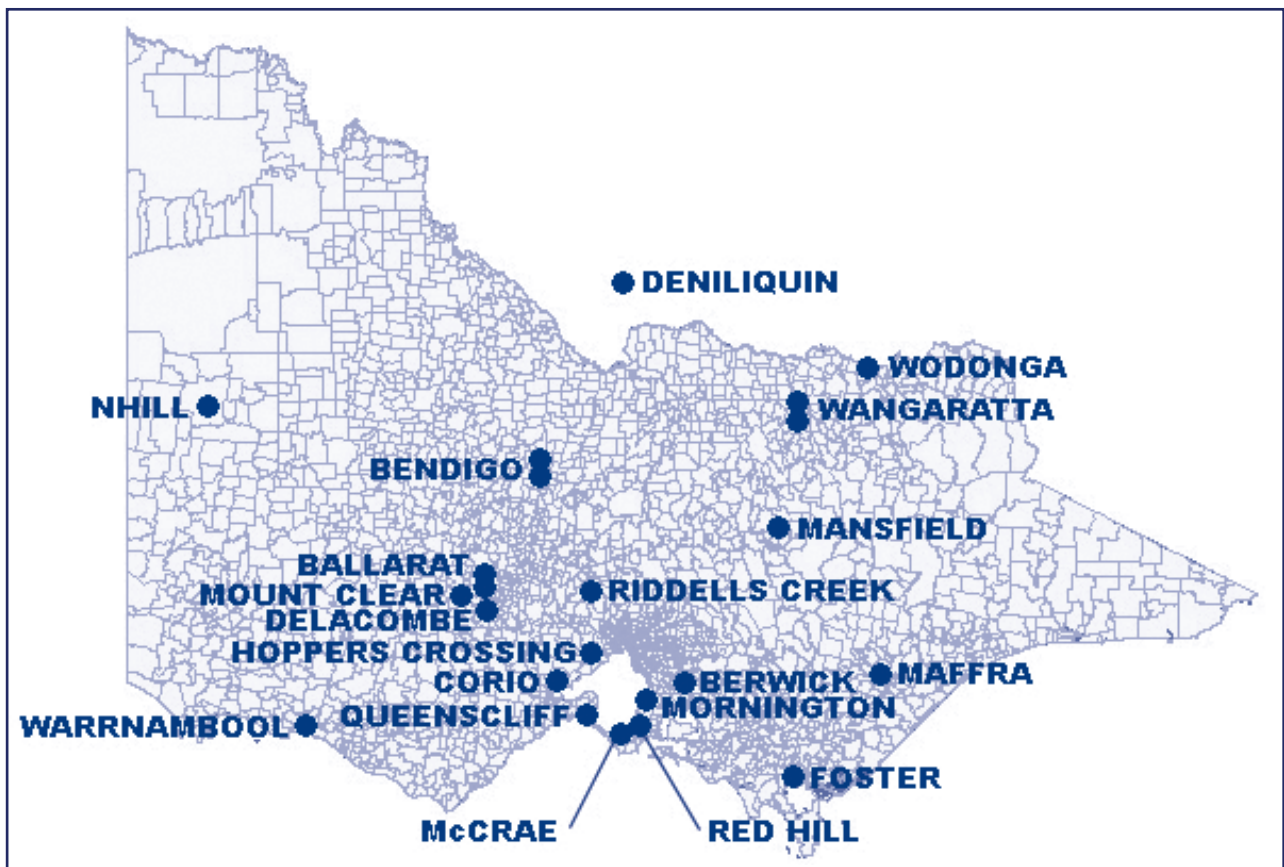 DENILIQUIN
WODONGA
NHILL
WANGARATTA
BENDIGO
MANSFIELD
BALLARAT
MOUNT CLEAR
RIDDELLS CREEK
DELACOMBE
HOPPERS CROSSING
CORIO
BERWICK
MAFFRA
QUEENSCLIFF
MORNINGTON
WARRNAMBOOL
FOSTER
McCRAE
RED HILL